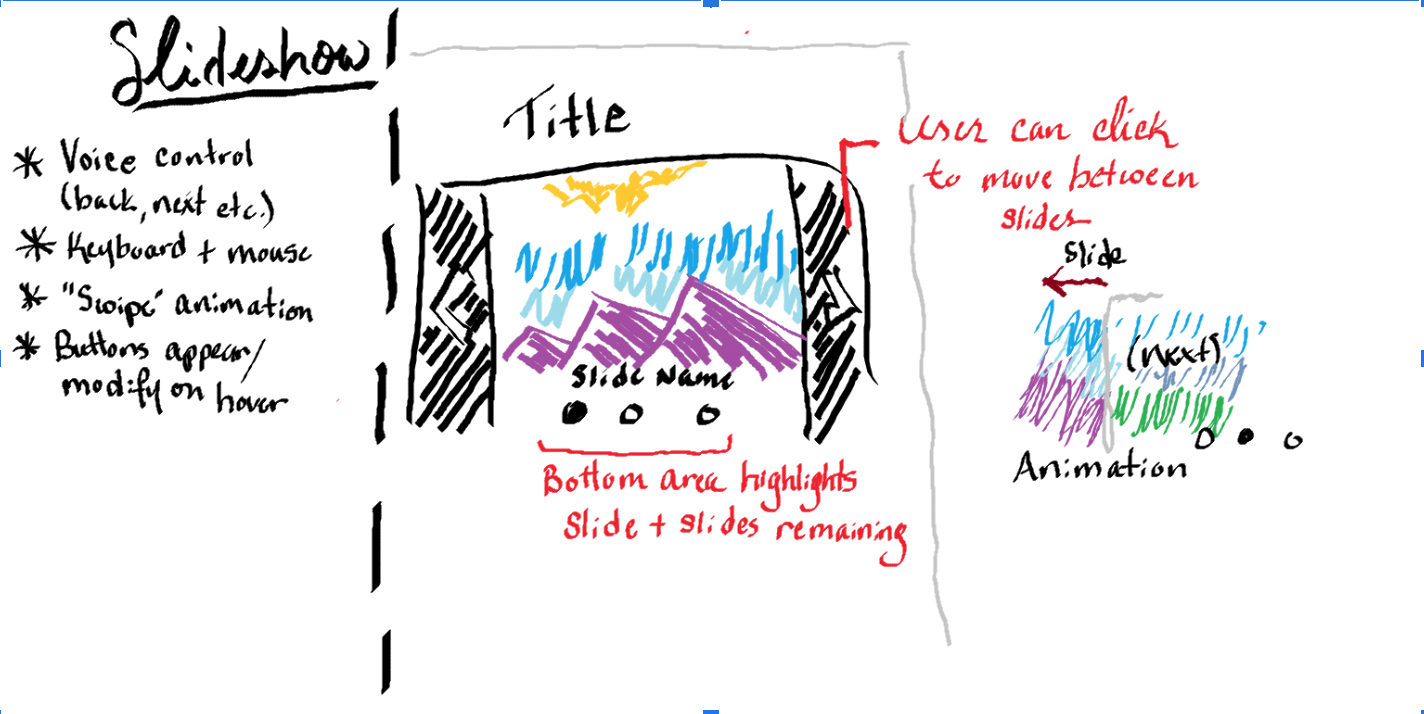 Slideshow
* Voice control
(back, next etc.)
* Keyboard + mouse
* "Swipe" animation
* Buttons appear/
modify on hover
Title
Slide Name
Bottom area highlights
Slide + slides remaining
User can click
to move between
slides
Slide
(next)
Animation